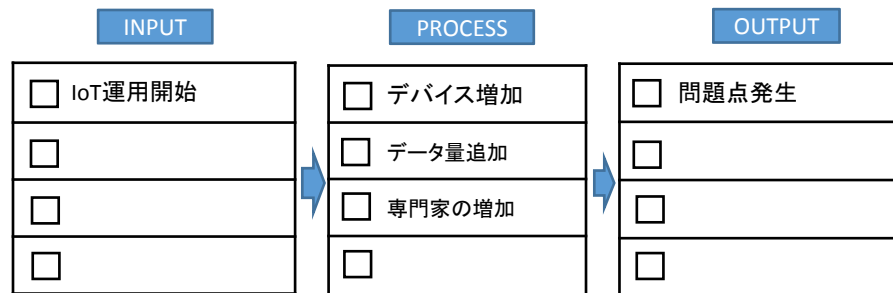 INPUT
PROCESS
OUTPUT
IoT運用開始
デバイス増加
データ量追加
専門家の増加
問題点発生